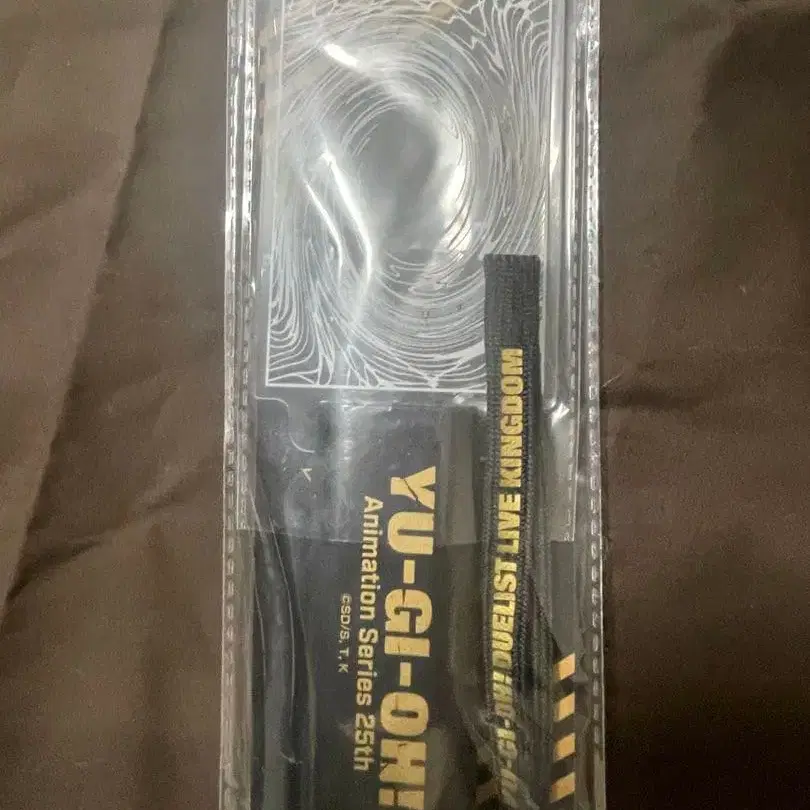 YU-GI-OH!
Animation Series 25th
©SD/S, T, K
YU-GI-OH! DUELIST LIVE KINGDOM